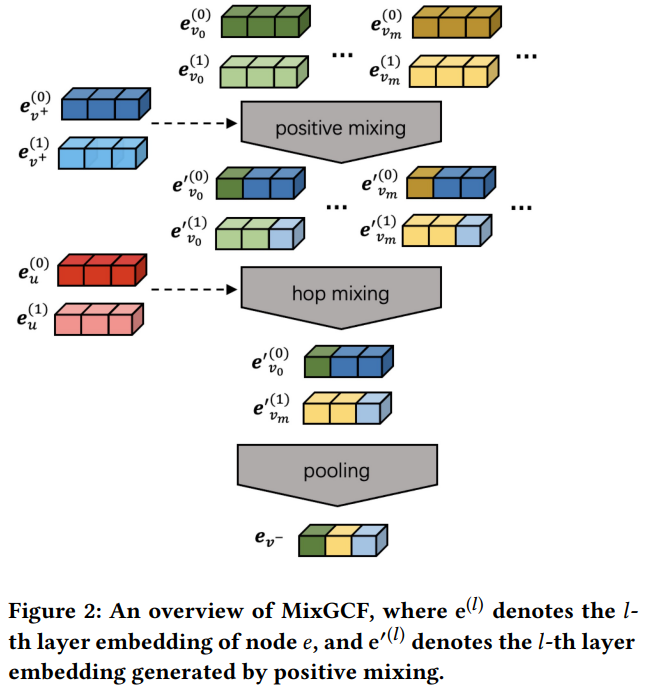 e_{v_0}^{(0)} e_{v_m}^{(0)}
... ...
e_{v_0}^{(1)} e_{v_m}^{(1)}
e_{v^+}^{(0)}
positive mixing
e_{v^+}^{(1)}
e'_{v_0}^{(0)} e'_{v_m}^{(0)}
... ...
e'_{v_0}^{(1)} e'_{v_m}^{(1)}
e_u^{(0)}
hop mixing
e_u^{(1)}
e'_{v_0}^{(0)}
e'_{v_m}^{(1)}
pooling
e_{v^-}
Figure 2: An overview of MixGCF, where e^{(l)} denotes the l-
th layer embedding of node e, and e'^{(l)} denotes the l-th layer
embedding generated by positive mixing.